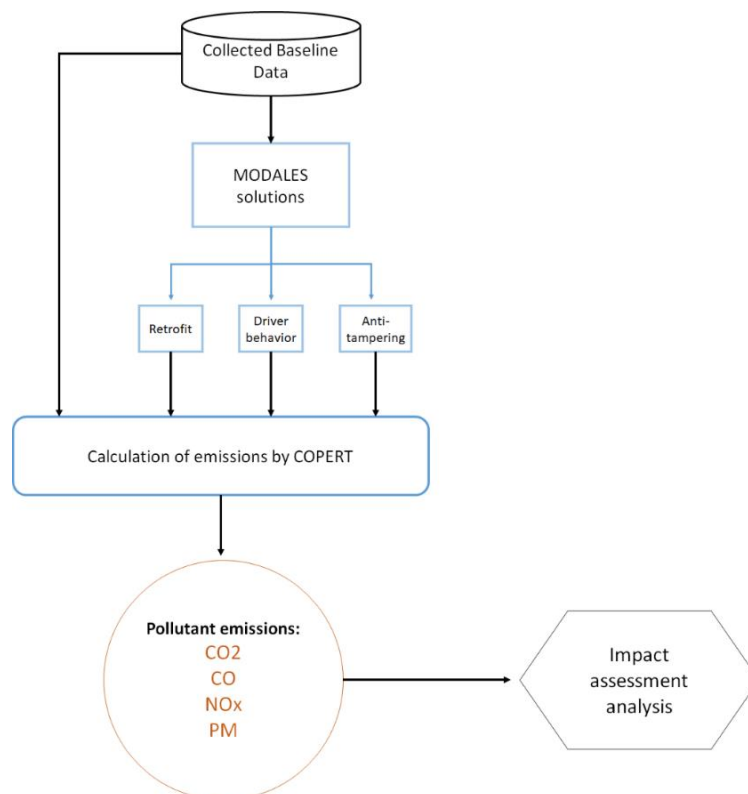 Collected Baseline
Data
MODALES
solutions
Retrofit
Driver
behavior
Anti-
tampering
Calculation of emissions by COPERT
Pollutant emissions:
CO2
CO
NOx
PM
Impact
assessment
analysis